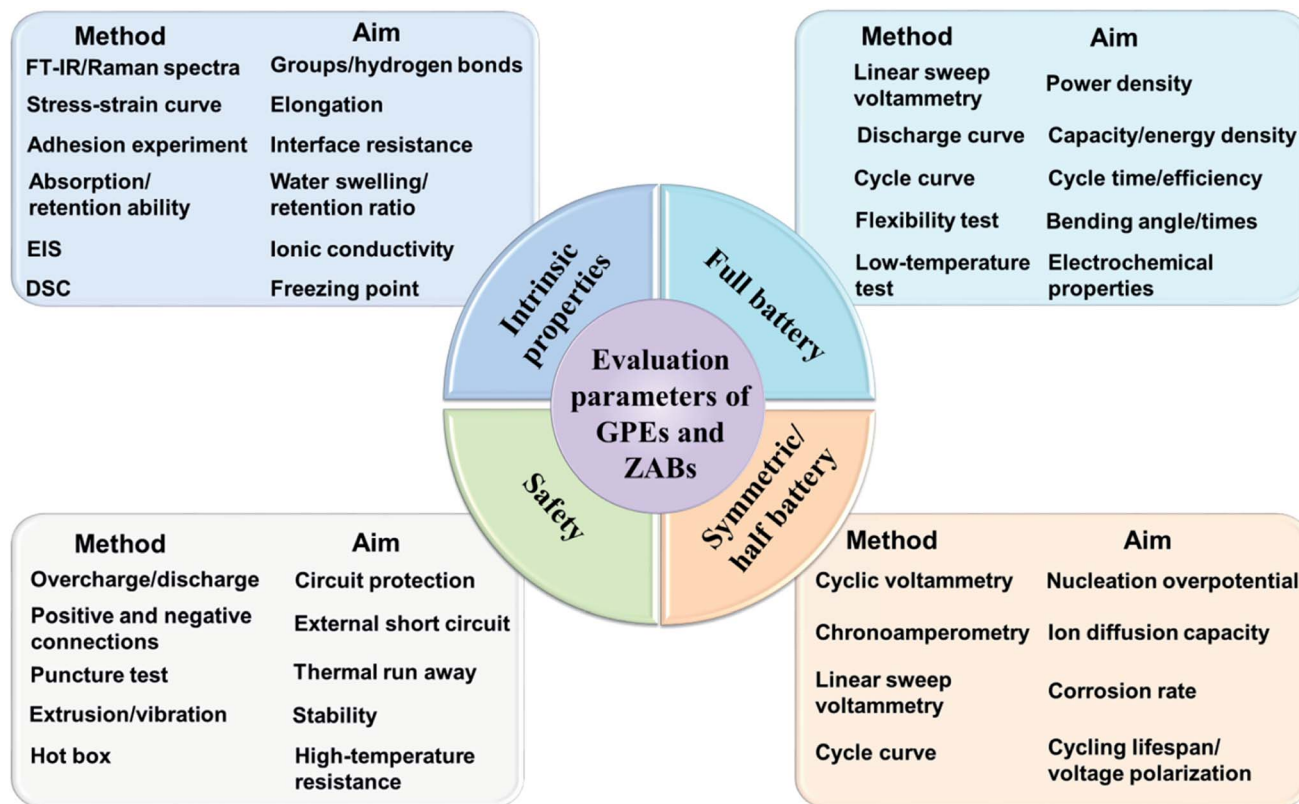 Method Aim
FT-IR/Raman spectra Groups/hydrogen bonds
Stress-strain curve Elongation
Adhesion experiment Interface resistance
Absorption/ Water swelling/
retention ability retention ratio
EIS Ionic conductivity
DSC Freezing point
Method Aim
Linear sweep
voltammetry
Power density
Discharge curve Capacity/energy density
Cycle curve Cycle time/efficiency
Flexibility test Bending angle/times
Low-temperature Electrochemical
test properties
Intrinsic
properties
Full battery
Evaluation
parameters of
GPEs and
ZABs
Safety
Symmetric/
half battery
Method Aim
Overcharge/discharge Circuit protection
Positive and negative
connections
External short circuit
Puncture test Thermal run away
Extrusion/vibration Stability
Hot box High-temperature
resistance
Method Aim
Cyclic voltammetry Nucleation overpotential
Chronoamperometry Ion diffusion capacity
Linear sweep
voltammetry
Corrosion rate
Cycle curve Cycling lifespan/
voltage polarization